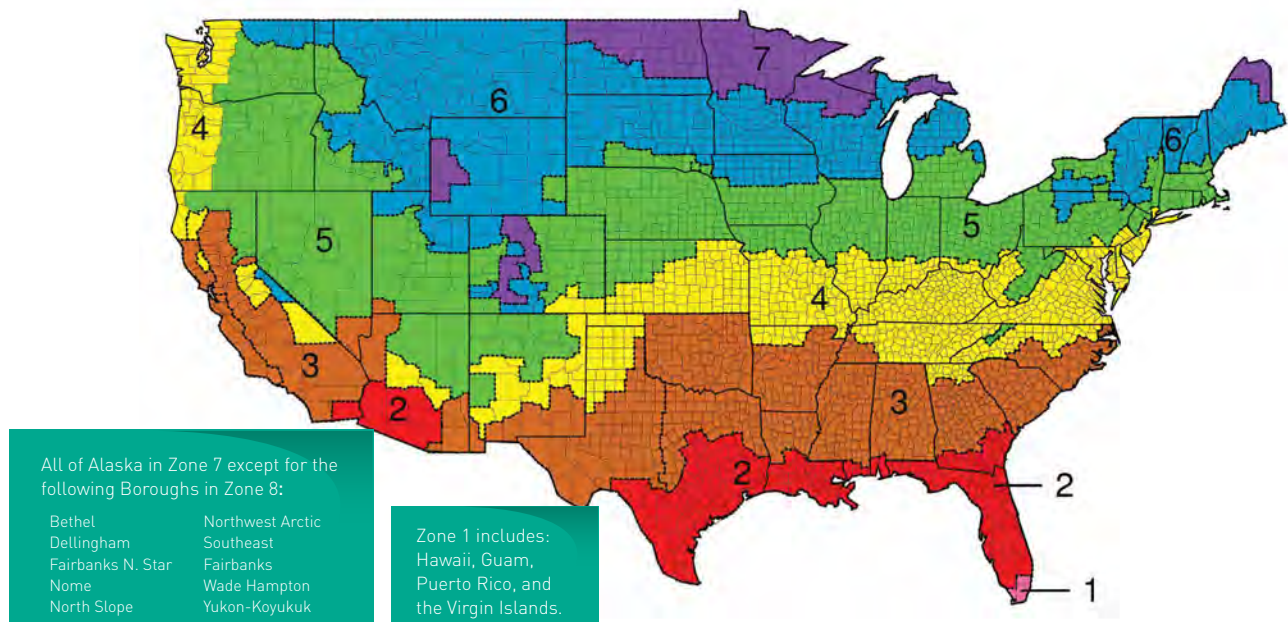 7
6
4
6
5
5
4
3
3
2
2
2
1
All of Alaska in Zone 7 except for the
following Boroughs in Zone 8:
Bethel Northwest Arctic
Dellingham Southeast
Fairbanks N. Star Fairbanks
Nome Wade Hampton
North Slope Yukon-Koyukuk
Zone 1 includes:
Hawaii, Guam,
Puerto Rico, and
the Virgin Islands.